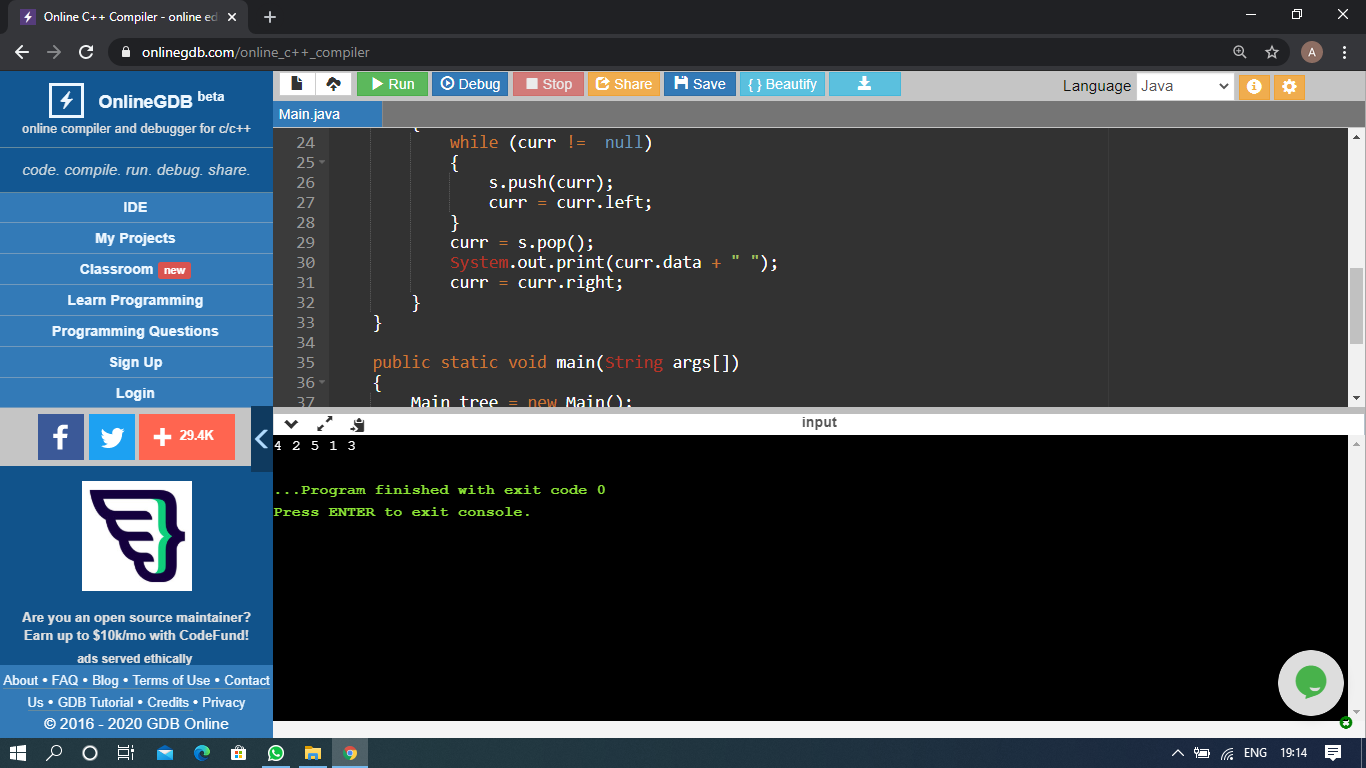 Online C++ Compiler - online ed
onlinegdb.com/online_c++_compiler
A
OnlineGDB beta
online compiler and debugger for c/c++
code. compile. run. debug. share.
IDE
My Projects
Classroom new
Learn Programming
Programming Questions
Sign Up
Login
f
29.4K
Are you an open source maintainer?
Earn up to $10k/mo with CodeFund!
ads served ethically
About • FAQ • Blog • Terms of Use • Contact
Us • GDB Tutorial • Credits • Privacy
© 2016 - 2020 GDB Online
Run Debug Stop Share Save { } Beautify
Language Java
Main.java
{
24 while (curr != null)
25 {
26 s.push(curr);
27 curr = curr.left;
28 }
29 curr = s.pop();
30 System.out.print(curr.data + " ");
31 curr = curr.right;
32 }
33 }
34
35 public static void main(String args[])
36 {
37 Main tree = new Main();
input
4 2 5 1 3
...Program finished with exit code 0
Press ENTER to exit console.
ENG 19:14